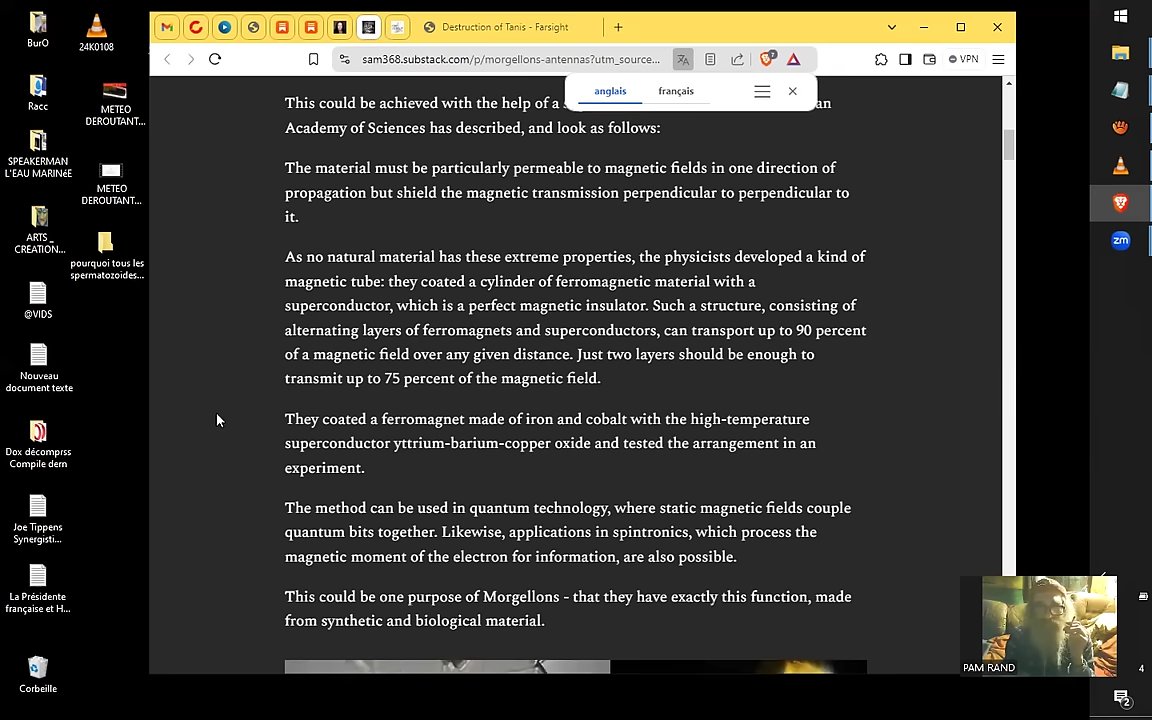 BurO
24K0108
Racc
METEO
DEROUTANT...
SPEAKERMAN
L'EAU MARINéE
METEO
DEROUTANT...
ARTS_
CREATION...
pourquoi tous les
spermatozoides...
@VIDS
Nouveau
document texte
Dox décomprss
Compile dern
Joe Tippens
Synergisti...
La Présidente
française et H...
Corbeille
Destruction of Tanis - Farsight
sam368.substack.com/p/morgellons-antennas?utm_source...
VPN
anglais français
This could be achieved with the help of a
an
Academy of Sciences has described, and look as follows:
The material must be particularly permeable to magnetic fields in one direction of
propagation but shield the magnetic transmission perpendicular to perpendicular to
it.
As no natural material has these extreme properties, the physicists developed a kind of
magnetic tube: they coated a cylinder of ferromagnetic material with a
superconductor, which is a perfect magnetic insulator. Such a structure, consisting of
alternating layers of ferromagnets and superconductors, can transport up to 90 percent
of a magnetic field over any given distance. Just two layers should be enough to
transmit up to 75 percent of the magnetic field.
They coated a ferromagnet made of iron and cobalt with the high-temperature
superconductor yttrium-barium-copper oxide and tested the arrangement in an
experiment.
The method can be used in quantum technology, where static magnetic fields couple
quantum bits together. Likewise, applications in spintronics, which process the
magnetic moment of the electron for information, are also possible.
This could be one purpose of Morgellons - that they have exactly this function, made
from synthetic and biological material.
zm
PAM RAND
4
2